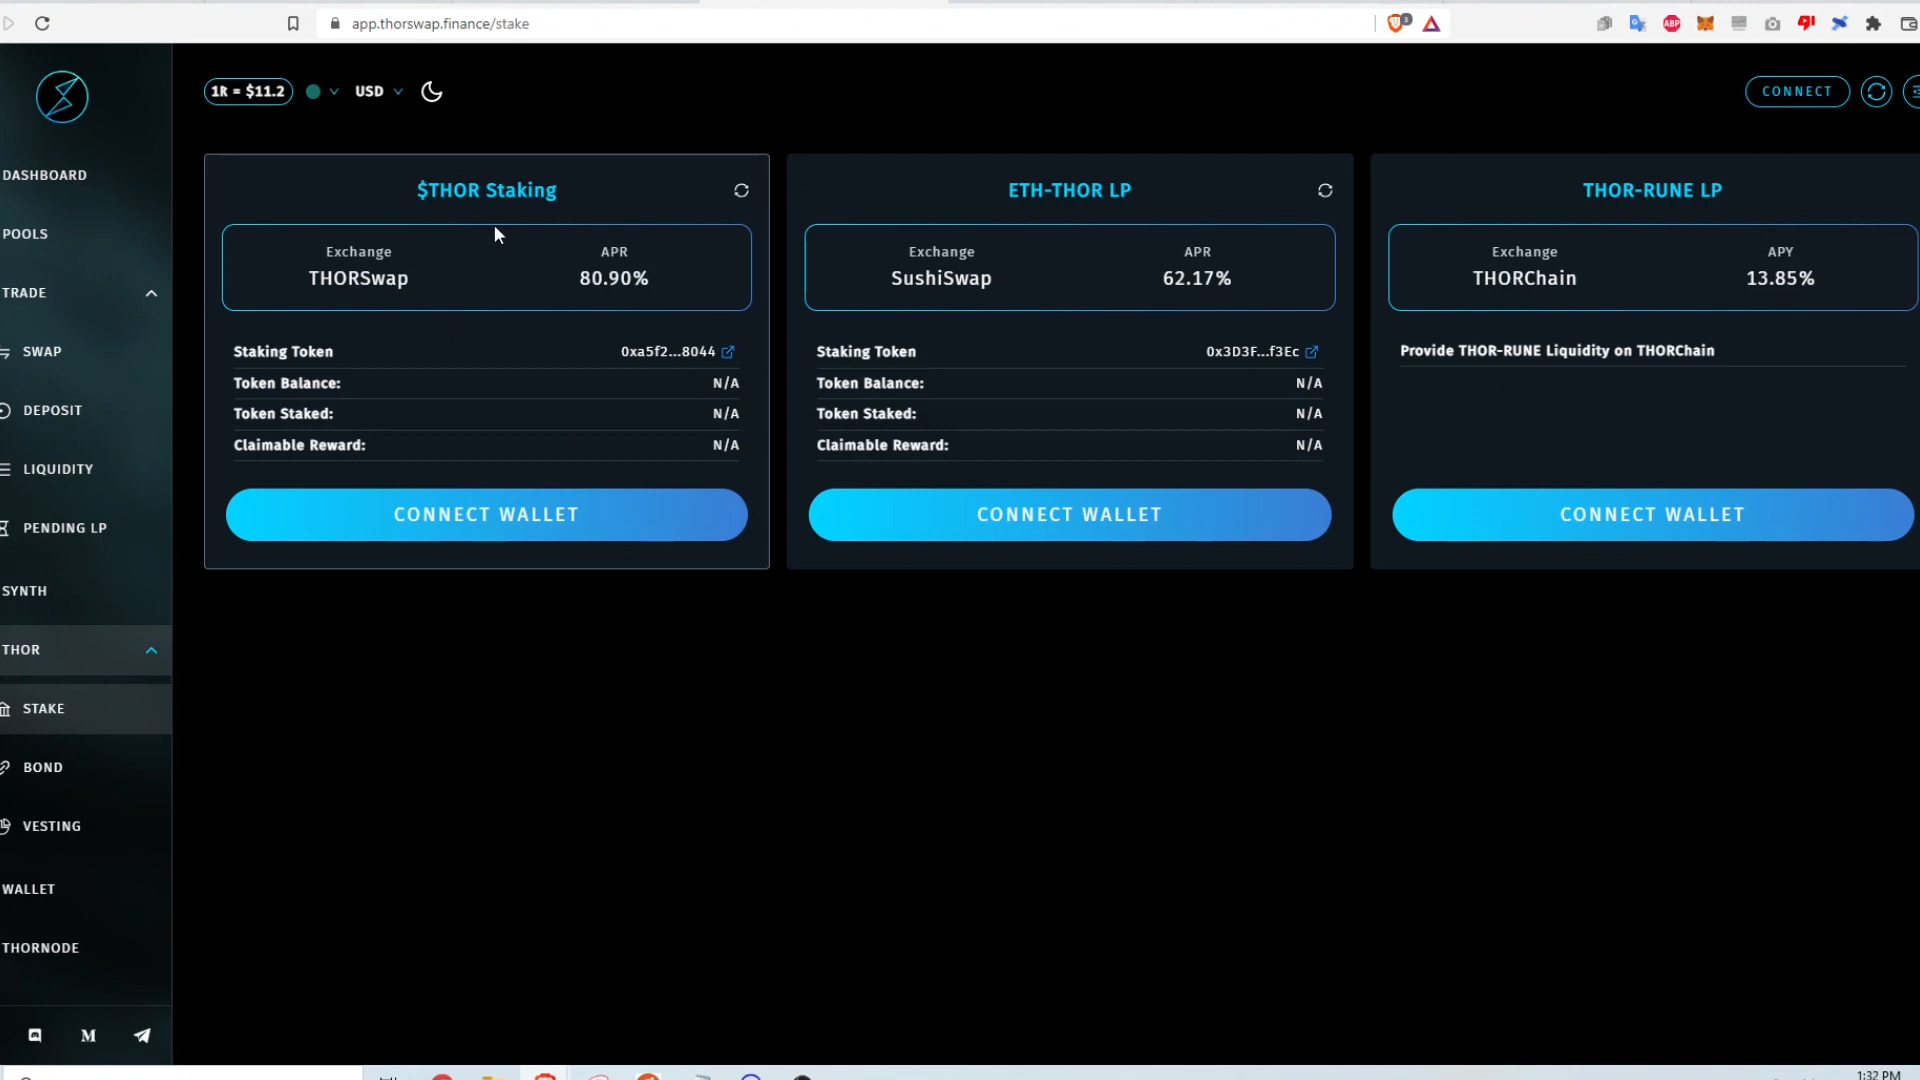 app.thorswap.finance/stake
3
ABP
1R = $11.2
USD
CONNECT
DASHBOARD
POOLS
TRADE
SWAP
DEPOSIT
LIQUIDITY
PENDING LP
SYNTH
THOR
STAKE
BOND
VESTING
WALLET
THORNODE
M
$THOR Staking
Exchange APR
THORSwap 80.90%
Staking Token 0xa5f2...8044
Token Balance: N/A
Token Staked: N/A
Claimable Reward: N/A
CONNECT WALLET
ETH-THOR LP
Exchange APR
SushiSwap 62.17%
Staking Token 0x3D3F...f3Ec
Token Balance: N/A
Token Staked: N/A
Claimable Reward: N/A
CONNECT WALLET
THOR-RUNE LP
Exchange APY
THORChain 13.85%
Provide THOR-RUNE Liquidity on THORChain
CONNECT WALLET
1:32 PM